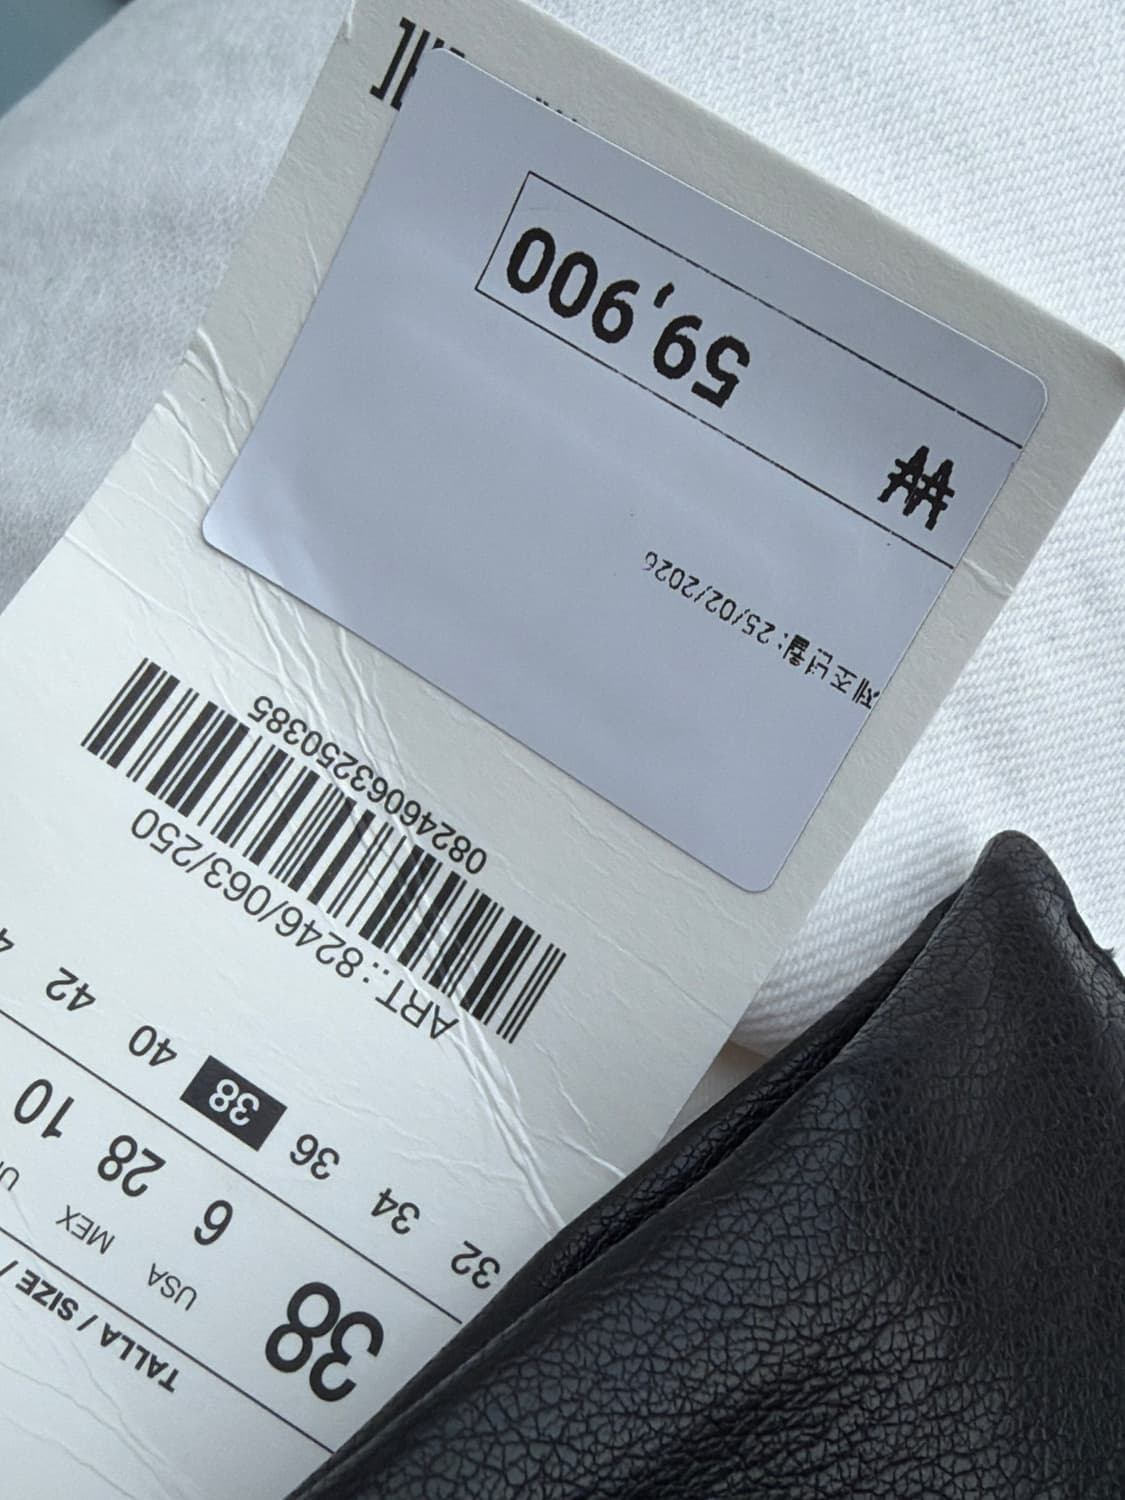 TALLA / SIZE /
38
USA 6
MEX 28
10
32 34 36 38 40 42
ART.: 8246/063/250
08246063250385
제조년월: 25/02/2026
₩ 59,900